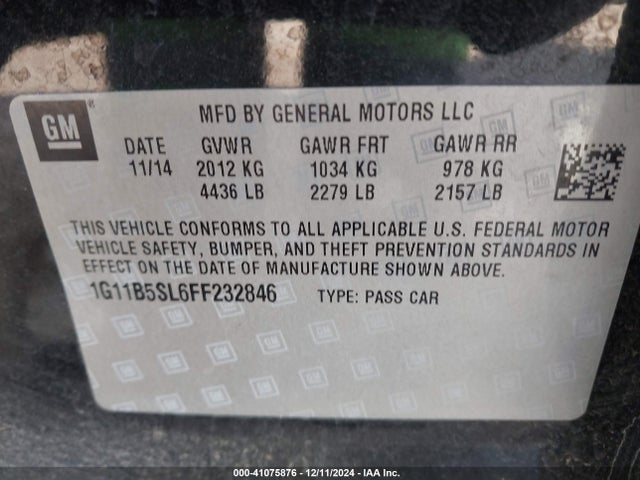 GM
MFD BY GENERAL MOTORS LLC
DATE GVWR GAWR FRT GAWR RR
11/14 2012 KG 1034 KG 978 KG
4436 LB 2279 LB 2157 LB
THIS VEHICLE CONFORMS TO ALL APPLICABLE U.S. FEDERAL MOTOR
VEHICLE SAFETY, BUMPER, AND THEFT PREVENTION STANDARDS IN
EFFECT ON THE DATE OF MANUFACTURE SHOWN ABOVE.
1G11B5SL6FF232846 TYPE: PASS CAR
000-41075876 - 12/11/2024 - IAA Inc.